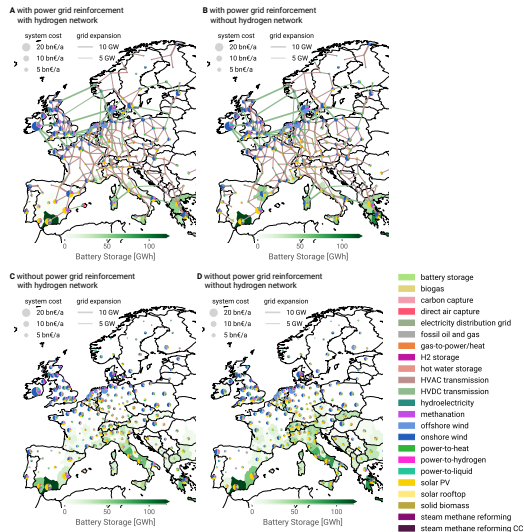 A with power grid reinforcement
with hydrogen network
system cost grid expansion
20 bn€/a 10 GW
10 bn€/a 5 GW
5 bn€/a
0 50 100
Battery Storage [GWh]
B with power grid reinforcement
without hydrogen network
system cost grid expansion
20 bn€/a 10 GW
10 bn€/a 5 GW
5 bn€/a
0 50 100
Battery Storage [GWh]
C without power grid reinforcement
with hydrogen network
system cost grid expansion
20 bn€/a 10 GW
10 bn€/a 5 GW
5 bn€/a
0 50 100
Battery Storage [GWh]
D without power grid reinforcement
without hydrogen network
system cost grid expansion
20 bn€/a 10 GW
10 bn€/a 5 GW
5 bn€/a
0 50 100
Battery Storage [GWh]
battery storage
biogas
carbon capture
direct air capture
electricity distribution grid
fossil oil and gas
gas-to-power/heat
H2 storage
hot water storage
HVAC transmission
HVDC transmission
hydroelectricity
methanation
offshore wind
onshore wind
power-to-heat
power-to-hydrogen
power-to-liquid
solar PV
solar rooftop
solid biomass
steam methane reforming
steam methane reforming CC